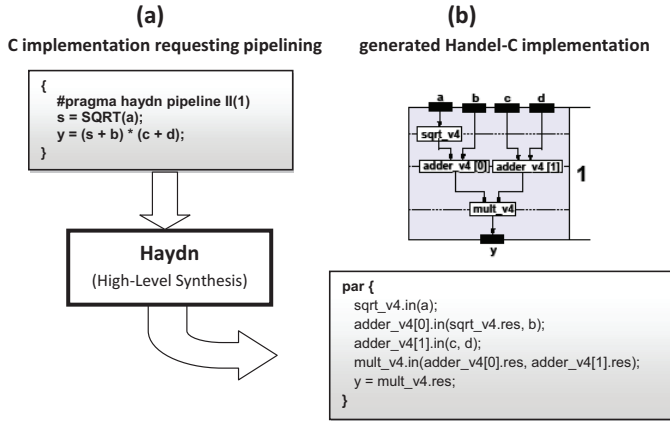 (a)
C implementation requesting pipelining
{
#pragma haydn pipeline II(1)
s = SQRT(a);
y = (s + b) * (c + d);
}
Haydn
(High-Level Synthesis)
(b)
generated Handel-C implementation
a b c d
sqrt_v4
adder_v4 [0] adder_v4 [1]
1
mult_v4
y
par {
sqrt_v4.in(a);
adder_v4[0].in(sqrt_v4.res, b);
adder_v4[1].in(c, d);
mult_v4.in(adder_v4[0].res, adder_v4[1].res);
y = mult_v4.res;
}